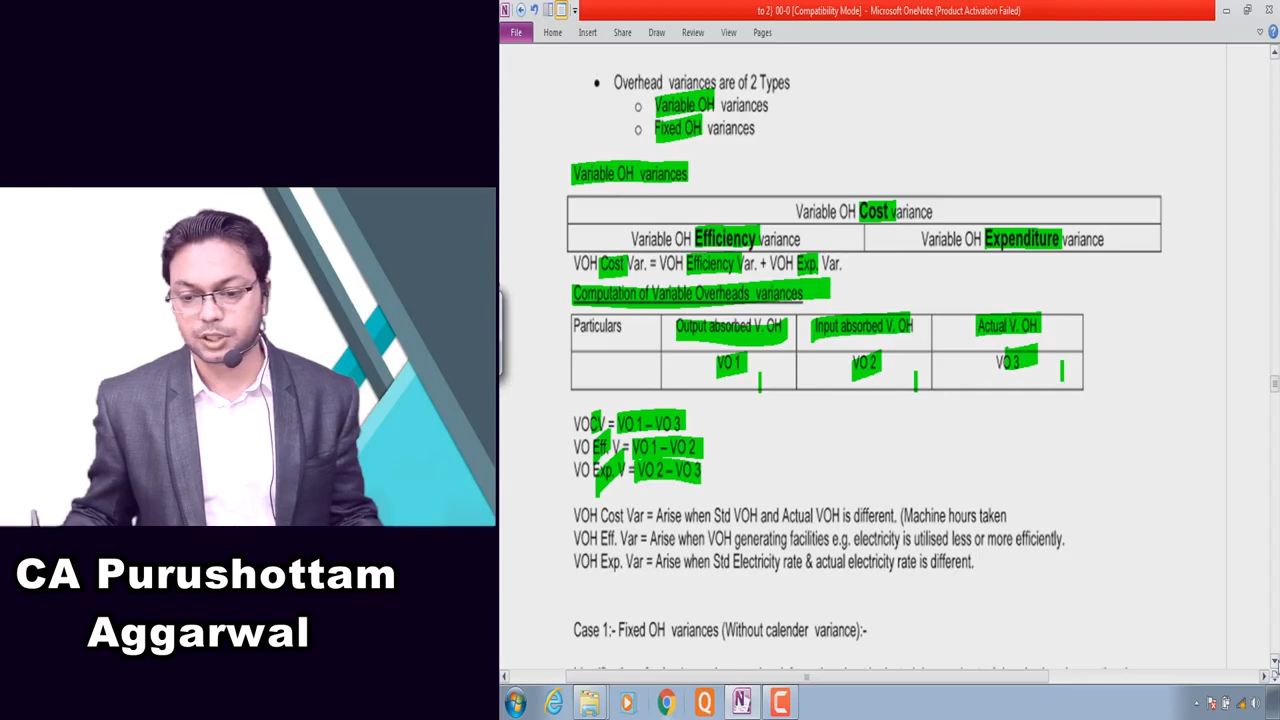 to 2) 00-0 [Compatibility Mode] - Microsoft OneNote (Product Activation Failed)
File Home Insert Share Draw Review View Pages
• Overhead variances are of 2 Types
o Variable OH variances
o Fixed OH variances
Variable OH variances
Variable OH Cost variance
Variable OH Efficiency variance Variable OH Expenditure variance
VOH Cost Var. = VOH Efficiency Var. + VOH Exp. Var.
Computation of Variable Overheads variances
Particulars Output absorbed V. OH Input absorbed V. OH Actual V. OH
VO 1 VO 2 VO 3
VOCV = VO 1 – VO 3
VO Eff. V = VO 1 – VO 2
VO Exp. V = VO 2 – VO 3
VOH Cost Var = Arise when Std VOH and Actual VOH is different. (Machine hours taken
VOH Eff. Var = Arise when VOH generating facilities e.g. electricity is utilised less or more efficiently.
VOH Exp. Var = Arise when Std Electricity rate & actual electricity rate is different.
Case 1:- Fixed OH variances (Without calender variance):-
CA Purushottam
Aggarwal